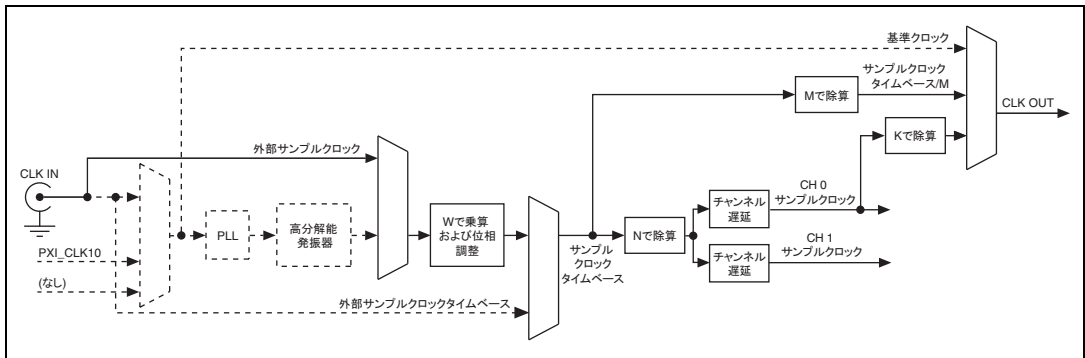 基準クロック
サンプルクロック
タイムベース/M
Mで除算
CLK OUT
Kで除算
外部サンプルクロック
CLK IN
CH 0
サンプルクロック
チャンネル
遅延
Wで乗算
および位相
調整
高分解能
発振器
PLL
Nで除算
サンプル
クロック
タイムベース
CH 1
サンプルクロック
チャンネル
遅延
PXI_CLK10
(なし)
外部サンプルクロックタイムベース